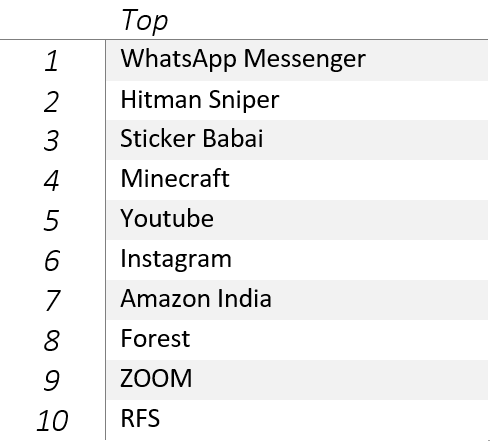 Top
1 WhatsApp Messenger
2 Hitman Sniper
3 Sticker Babai
4 Minecraft
5 Youtube
6 Instagram
7 Amazon India
8 Forest
9 ZOOM
10 RFS